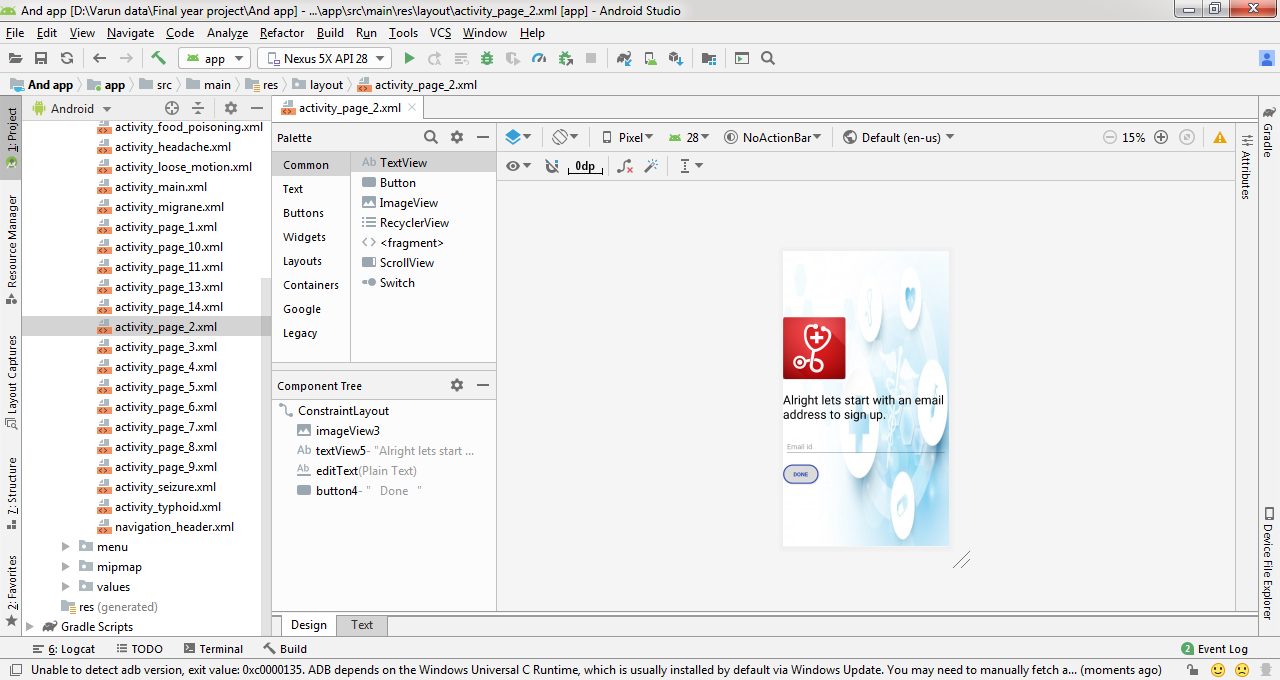 And app [D:\Varun data\Final year project\And app] - ...\app\src\main\res\layout\activity_page_2.xml [app] - Android Studio
File Edit View Navigate Code Analyze Refactor Build Run Tools VCS Window Help
app Nexus 5X API 28
And app app src main res layout activity_page_2.xml
1: Project
Resource Manager
Layout Captures
7: Structure
2: Favorites
Android
activity_food_poisoning.xml
activity_headache.xml
activity_loose_motion.xml
activity_main.xml
activity_migrane.xml
activity_page_1.xml
activity_page_10.xml
activity_page_11.xml
activity_page_13.xml
activity_page_14.xml
activity_page_2.xml
activity_page_3.xml
activity_page_4.xml
activity_page_5.xml
activity_page_6.xml
activity_page_7.xml
activity_page_8.xml
activity_page_9.xml
activity_seizure.xml
activity_typhoid.xml
navigation_header.xml
menu
mipmap
values
res (generated)
Gradle Scripts
activity_page_2.xml
Palette
Common
Text
Buttons
Widgets
Layouts
Containers
Google
Legacy
Ab TextView
Button
ImageView
RecyclerView
<> <fragment>
ScrollView
Switch
Component Tree
ConstraintLayout
imageView3
Ab textView5- "Alright lets start ...
Ab editText(Plain Text)
button4- " Done "
Pixel 28 NoActionBar Default (en-us) 15%
0dp
Alright lets start with an email
address to sign up.
Email Id
DONE
Design Text
Gradle
Attributes
Device File Explorer
6: Logcat TODO Terminal Build 2 Event Log
Unable to detect adb version, exit value: 0xc0000135. ADB depends on the Windows Universal C Runtime, which is usually installed by default via Windows Update. You may need to manually fetch a... (moments ago)